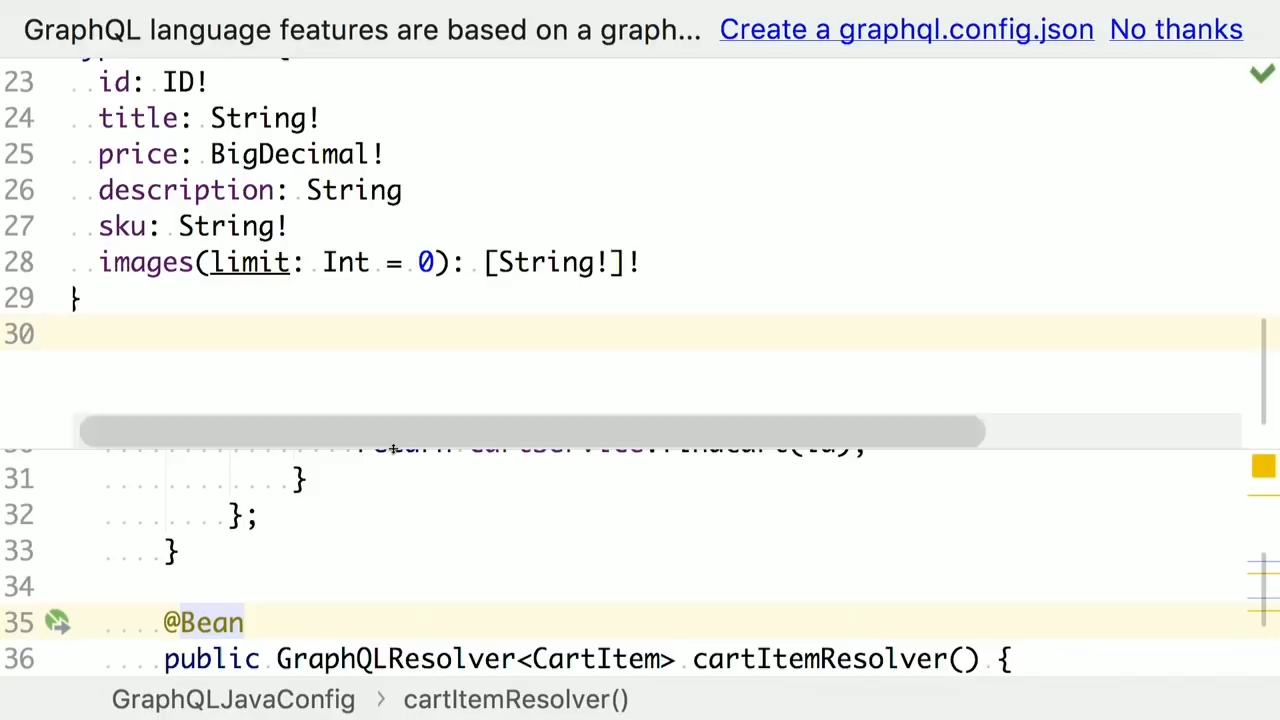 GraphQL language features are based on a graph... Create a graphql.config.json No thanks
23 id: ID!
24 title: String!
25 price: BigDecimal!
26 description: String
27 sku: String!
28 images(limit: Int = 0): [String!]!
29 }
30
31 }
32 };
33 }
34
35 @Bean
36 public GraphQLResolver<CartItem> cartItemResolver() {
GraphQLJavaConfig > cartItemResolver()